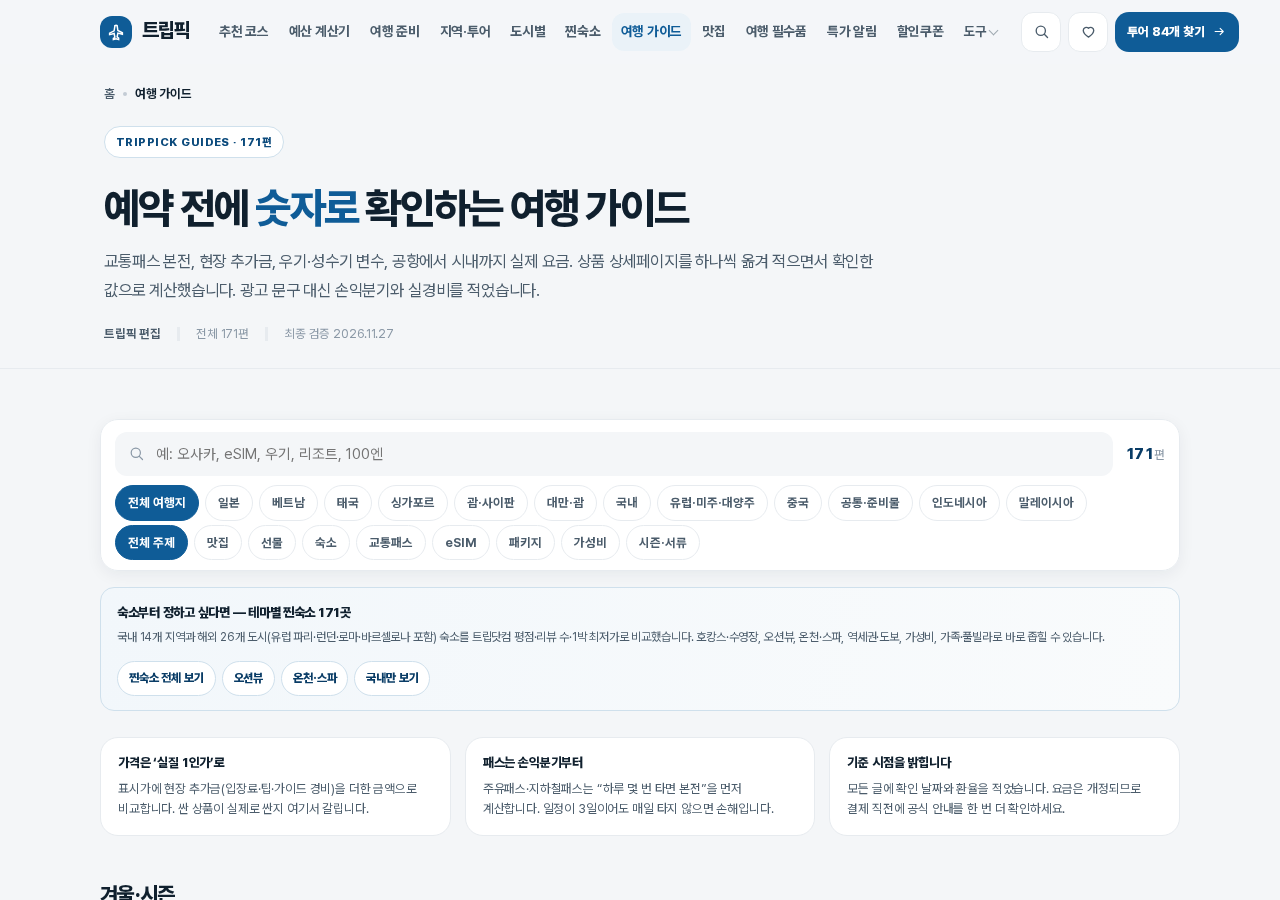 트립픽
추천 코스
예산 계산기
여행 준비
지역·투어
도시별
찐숙소
여행 가이드
맛집
여행 필수품
특가 알림
할인쿠폰
도구
투어 84개 찾기 →
홈 • 여행 가이드
TRIPPICK GUIDES · 171편
예약 전에 숫자로 확인하는 여행 가이드
교통패스 본전, 현장 추가금, 우기·성수기 변수, 공항에서 시내까지 실제 요금. 상품 상세페이지를 하나씩 옮겨 적으면서 확인한
값으로 계산했습니다. 광고 문구 대신 손익분기와 실경비를 적었습니다.
트립픽 편집 | 전체 171편 | 최종 검증 2026.11.27
예: 오사카, eSIM, 우기, 리조트, 100엔
171편
전체 여행지
일본
베트남
태국
싱가포르
괌·사이판
대만·괌
국내
유럽·미주·대양주
중국
공통·준비물
인도네시아
말레이시아
전체 주제
맛집
선물
숙소
교통패스
eSIM
패키지
가성비
시즌·서류
숙소부터 정하고 싶다면 — 테마별 찐숙소 171곳
국내 14개 지역과 해외 26개 도시(유럽 파리·런던·로마·바르셀로나 포함) 숙소를 트립닷컴 평점·리뷰 수·1박 최저가로 비교했습니다. 호캉스·수영장, 오션뷰, 온천·스파, 역세권·도보, 가성비, 가족·풀빌라로 바로 좁힐 수 있습니다.
찐숙소 전체 보기
오션뷰
온천·스파
국내만 보기
가격은 ‘실질 1인가’로
표시가에 현장 추가금(입장료·팁·가이드 경비)을 더한 금액으로
비교합니다. 싼 상품이 실제로 싼지 여기서 갈립니다.
패스는 손익분기부터
주유패스·지하철패스는 “하루 몇 번 타면 본전”을 먼저
계산합니다. 일정이 3일이어도 매일 타지 않으면 손해입니다.
기준 시점을 밝힙니다
모든 글에 확인 날짜와 환율을 적었습니다. 요금은 개정되므로
결제 직전에 공식 안내를 한 번 더 확인하세요.
겨울·시즌